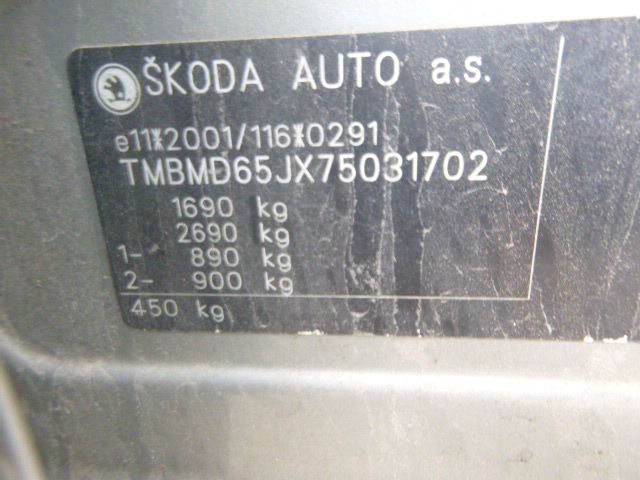 ŠKODA AUTO a.s.
e11*2001/116*0291
TMBMD65JX75031702
1690 kg
2690 kg
1- 890 kg
2- 900 kg
450 kg